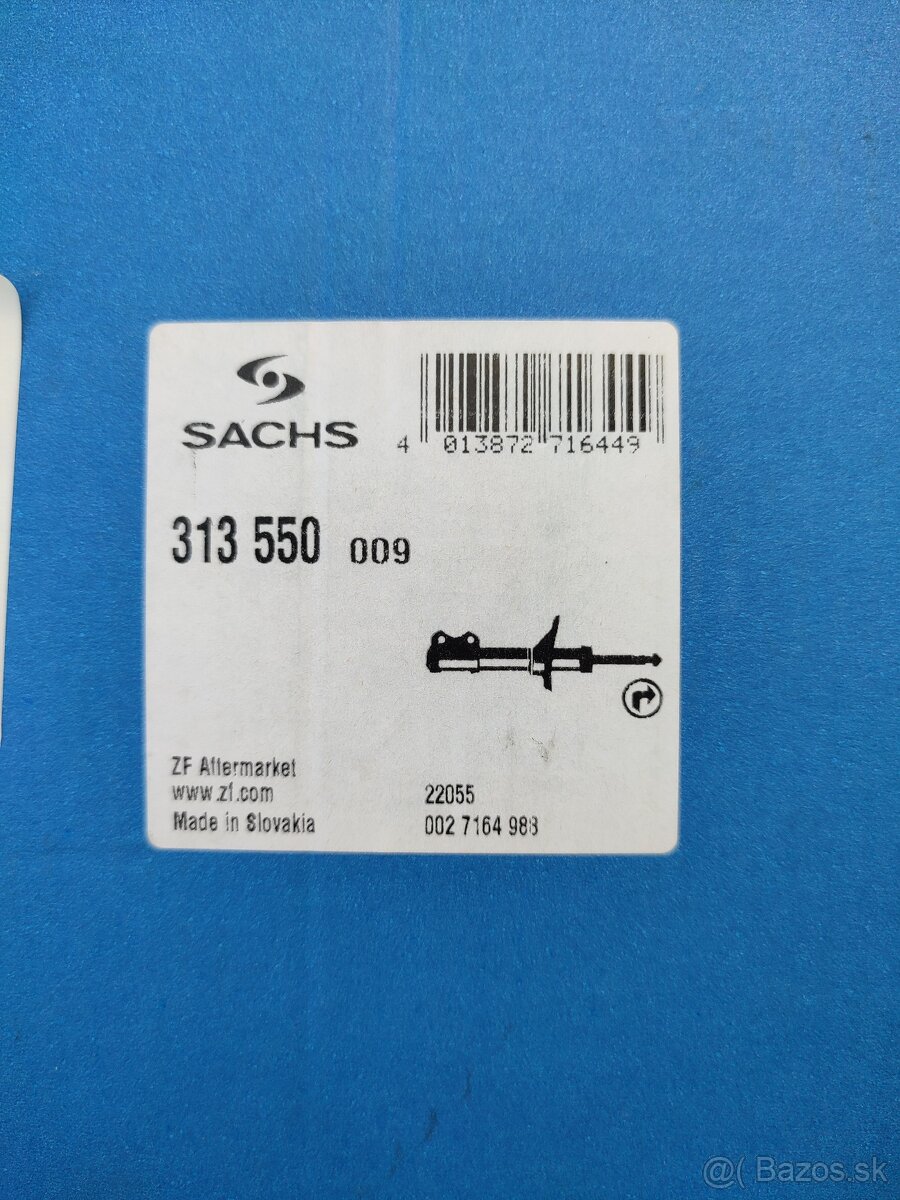 SACHS
4 013872 716449
313 550 009
ZF Aftermarket
www.zf.com
Made in Slovakia
22055
002 7164 988
@( Bazos.sk